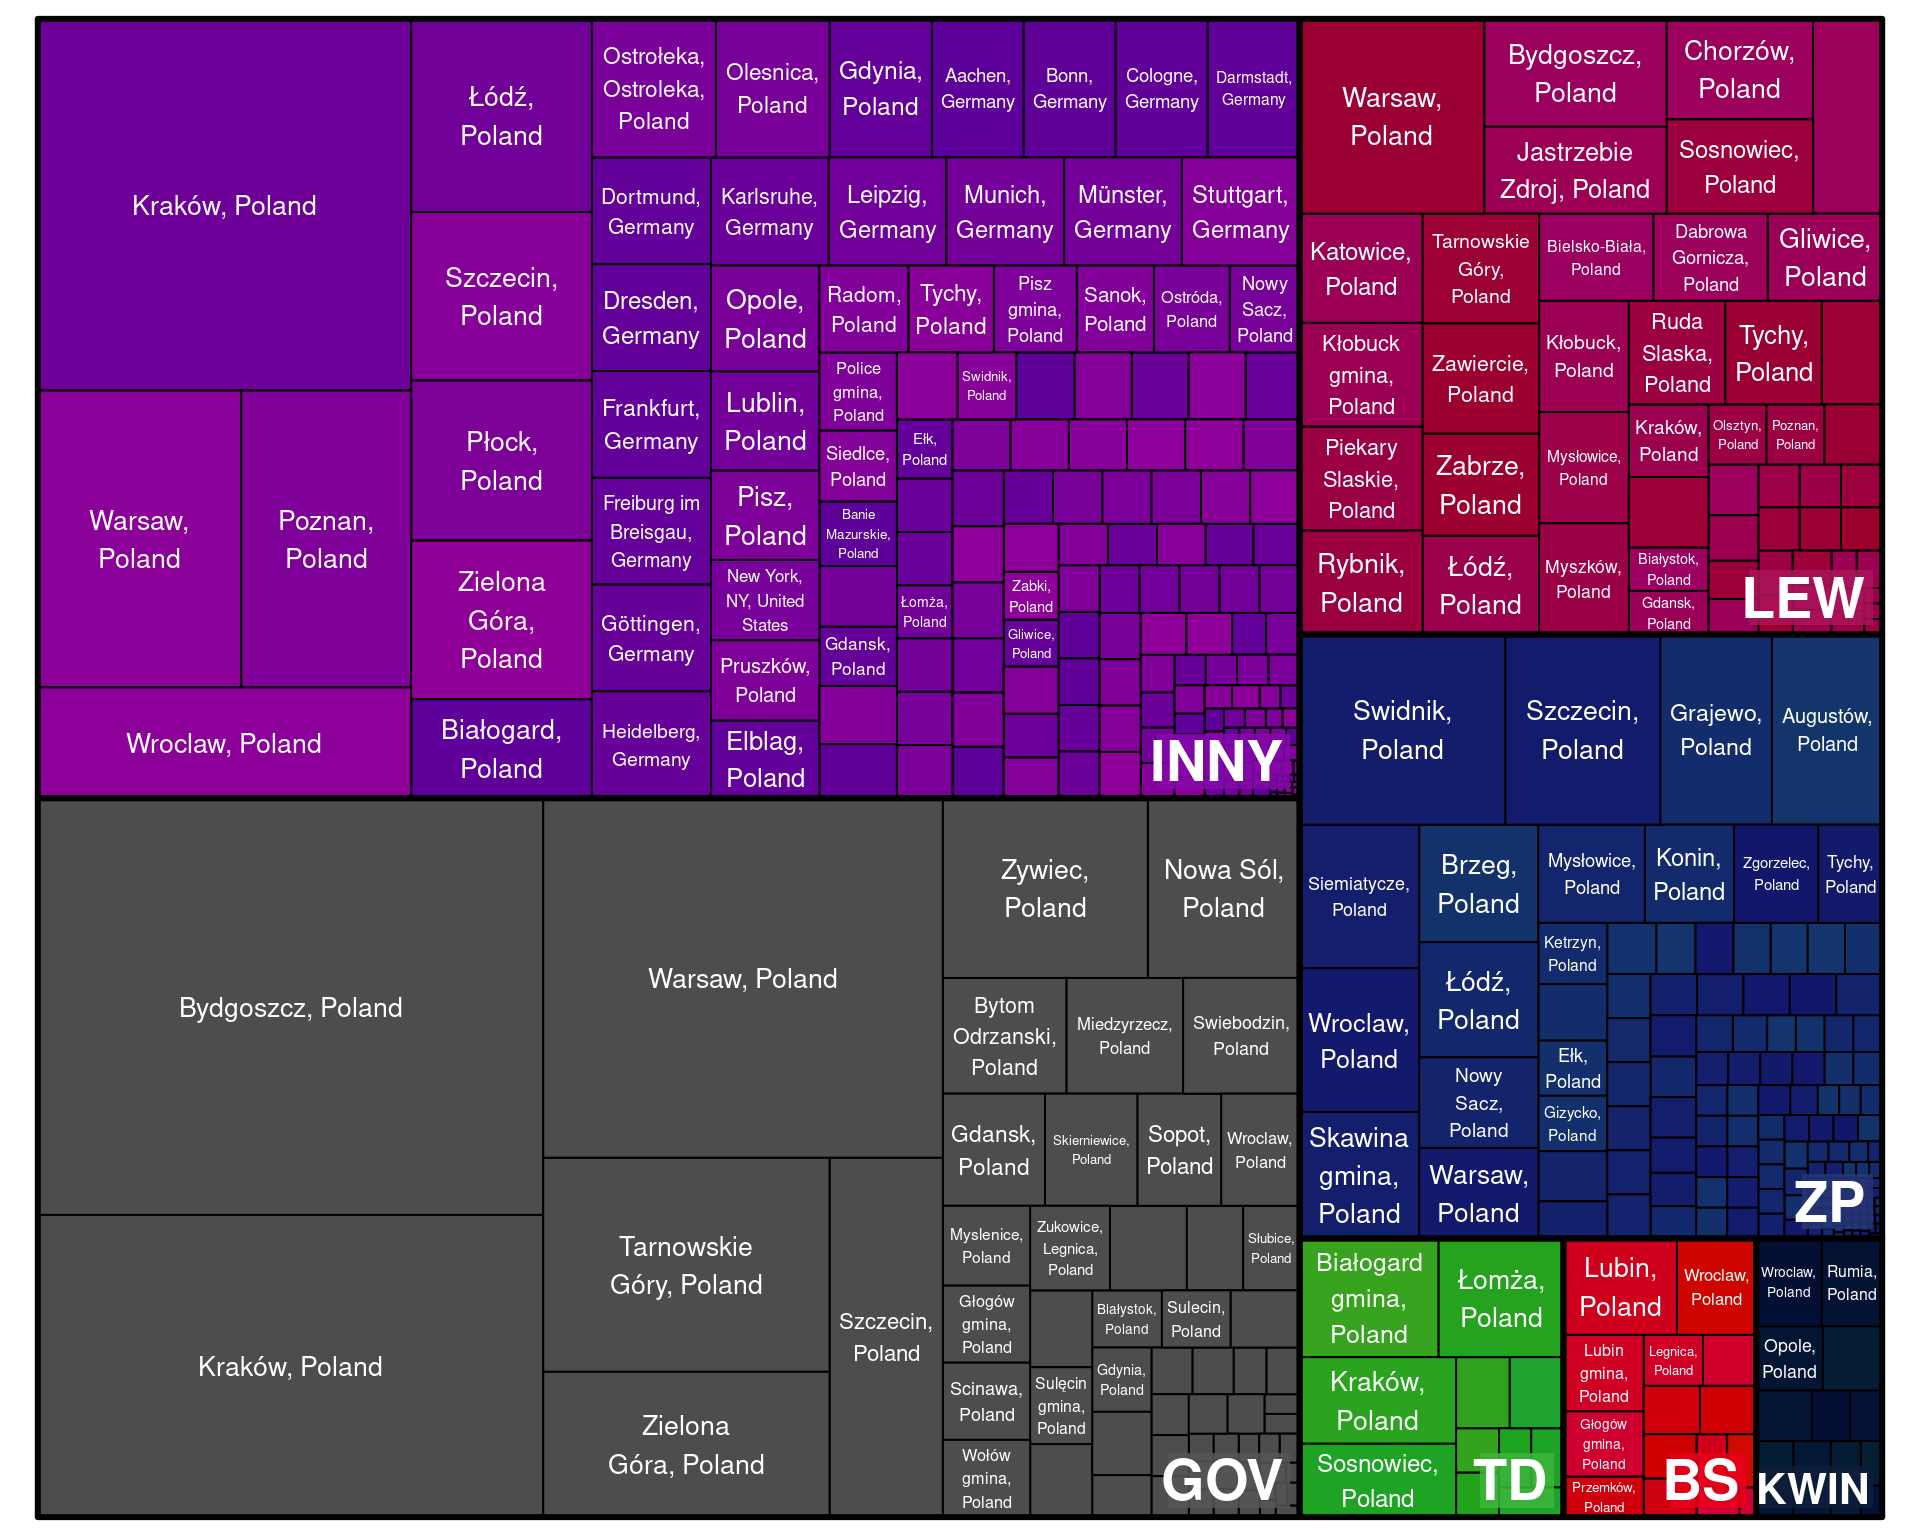 Kraków, Poland
Warsaw,
Poland
Poznan,
Poland
Wroclaw, Poland
Łódź,
Poland
Szczecin,
Poland
Płock,
Poland
Zielona
Góra,
Poland
Białogard,
Poland
Ostrołeka,
Ostroleka,
Poland
Olesnica,
Poland
Gdynia,
Poland
Aachen,
Germany
Bonn,
Germany
Cologne,
Germany
Darmstadt,
Germany
Dortmund,
Germany
Karlsruhe,
Germany
Leipzig,
Germany
Munich,
Germany
Münster,
Germany
Stuttgart,
Germany
Dresden,
Germany
Frankfurt,
Germany
Freiburg im
Breisgau,
Germany
Göttingen,
Germany
Heidelberg,
Germany
Opole,
Poland
Lublin,
Poland
Pisz,
Poland
New York,
NY, United
States
Pruszków,
Poland
Elblag,
Poland
Radom,
Poland
Tychy,
Poland
Pisz
gmina,
Poland
Sanok,
Poland
Ostróda,
Poland
Nowy
Sacz,
Poland
Police
gmina,
Poland
Siedlce,
Poland
Banie
Mazurskie,
Poland
Gdansk,
Poland
Swidnik,
Poland
Ełk,
Poland
Łomża,
Poland
Zabki,
Poland
Gliwice,
Poland
INNY
Bydgoszcz, Poland
Kraków, Poland
Warsaw, Poland
Tarnowskie
Góry, Poland
Zielona
Góra, Poland
Szczecin,
Poland
Zywiec,
Poland
Nowa Sól,
Poland
Bytom
Odrzanski,
Poland
Miedzyrzecz,
Poland
Swiebodzin,
Poland
Gdansk,
Poland
Skierniewice,
Poland
Sopot,
Poland
Wroclaw,
Poland
Myslenice,
Poland
Głogów
gmina,
Poland
Scinawa,
Poland
Wołów
gmina,
Poland
Zukowice,
Legnica,
Poland
Słubice,
Poland
Sulęcin
gmina,
Poland
Białystok,
Poland
Sulecin,
Poland
Gdynia,
Poland
GOV
Warsaw,
Poland
Bydgoszcz,
Poland
Jastrzebie
Zdroj, Poland
Chorzów,
Poland
Sosnowiec,
Poland
Katowice,
Poland
Kłobuck
gmina,
Poland
Piekary
Slaskie,
Poland
Rybnik,
Poland
Tarnowskie
Góry,
Poland
Zawiercie,
Poland
Zabrze,
Poland
Łódź,
Poland
Bielsko-Biała,
Poland
Dabrowa
Gornicza,
Poland
Gliwice,
Poland
Kłobuck,
Poland
Mysłowice,
Poland
Myszków,
Poland
Ruda
Slaska,
Poland
Tychy,
Poland
Kraków,
Poland
Olsztyn,
Poland
Poznan,
Poland
Białystok,
Poland
Gdansk,
Poland
LEW
Swidnik,
Poland
Szczecin,
Poland
Grajewo,
Poland
Augustów,
Poland
Siemiatycze,
Poland
Wroclaw,
Poland
Skawina
gmina,
Poland
Brzeg,
Poland
Łódź,
Poland
Nowy
Sacz,
Poland
Warsaw,
Poland
Mysłowice,
Poland
Konin,
Poland
Zgorzelec,
Poland
Tychy,
Poland
Ketrzyn,
Poland
Ełk,
Poland
Gizycko,
Poland
ZP
Białogard
gmina,
Poland
Łomża,
Poland
Kraków,
Poland
Sosnowiec,
Poland
TD
Lubin,
Poland
Wroclaw,
Poland
Lubin
gmina,
Poland
Legnica,
Poland
Głogów
gmina,
Poland
Przemków,
Poland
BS
Wroclaw,
Poland
Rumia,
Poland
Opole,
Poland
KWIN